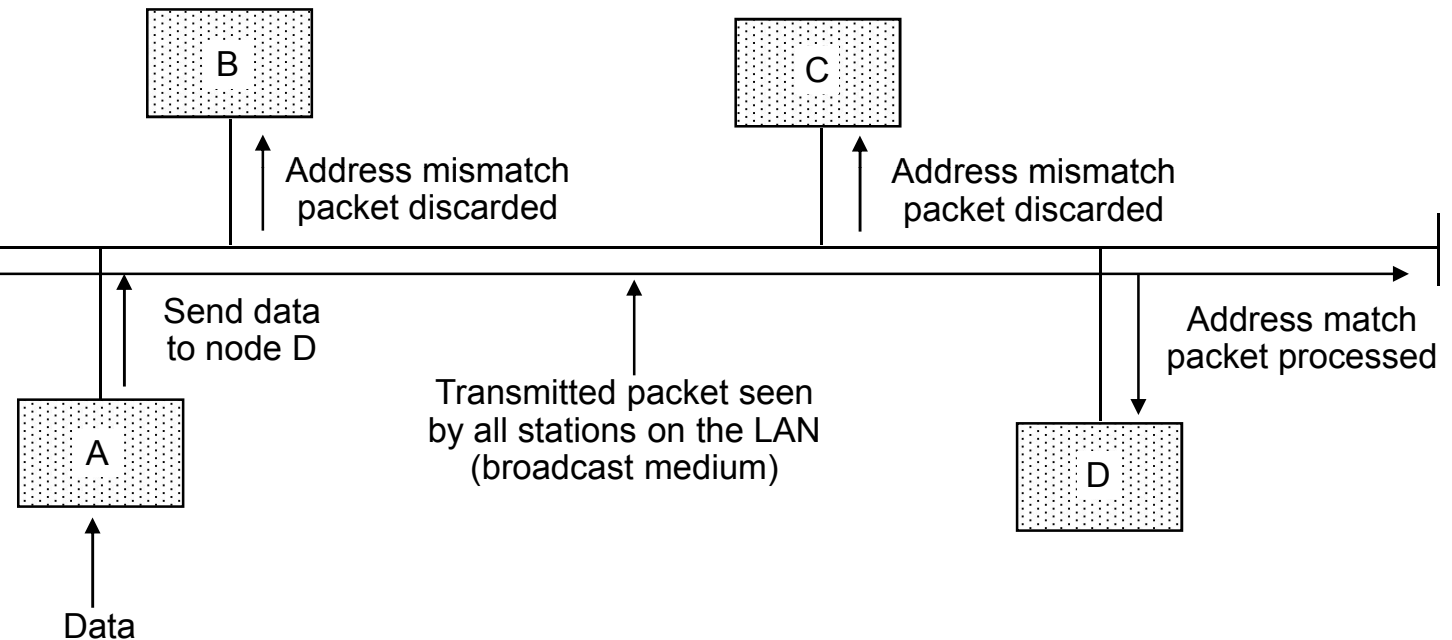 B
C
Address mismatch
packet discarded
Address mismatch
packet discarded
Send data
to node D
Address match
packet processed
Transmitted packet seen
by all stations on the LAN
(broadcast medium)
A
D
Data